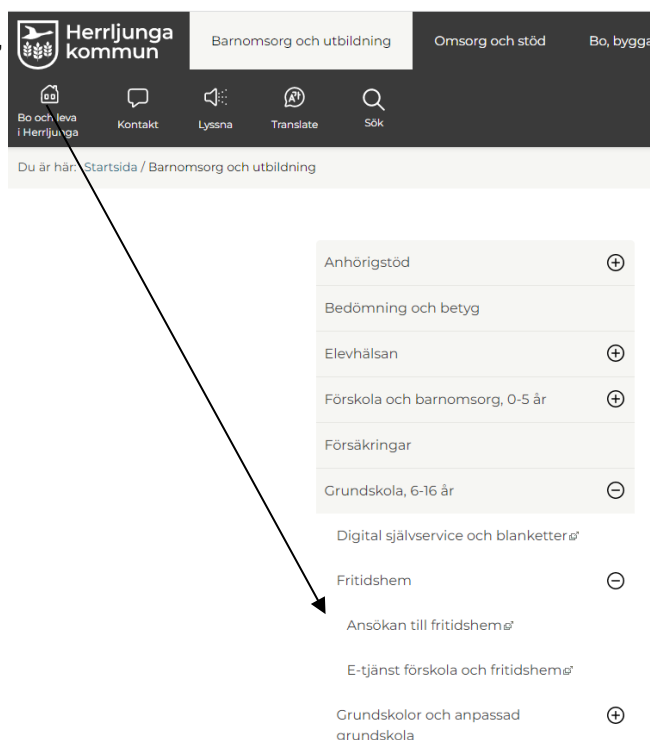 Herrljunga
kommun
Barnomsorg och utbildning
Omsorg och stöd
Bo, bygga
Bo och leva
i Herrljunga
Kontakt
Lyssna
Translate
Sök
Du är här: Startsida / Barnomsorg och utbildning
Anhörigstöd
Bedömning och betyg
Elevhälsan
Förskola och barnomsorg, 0-5 år
Försäkringar
Grundskola, 6-16 år
Digital självservice och blanketter
Fritidshem
Ansökan till fritidshem
E-tjänst förskola och fritidshem
Grundskolor och anpassad
grundskola